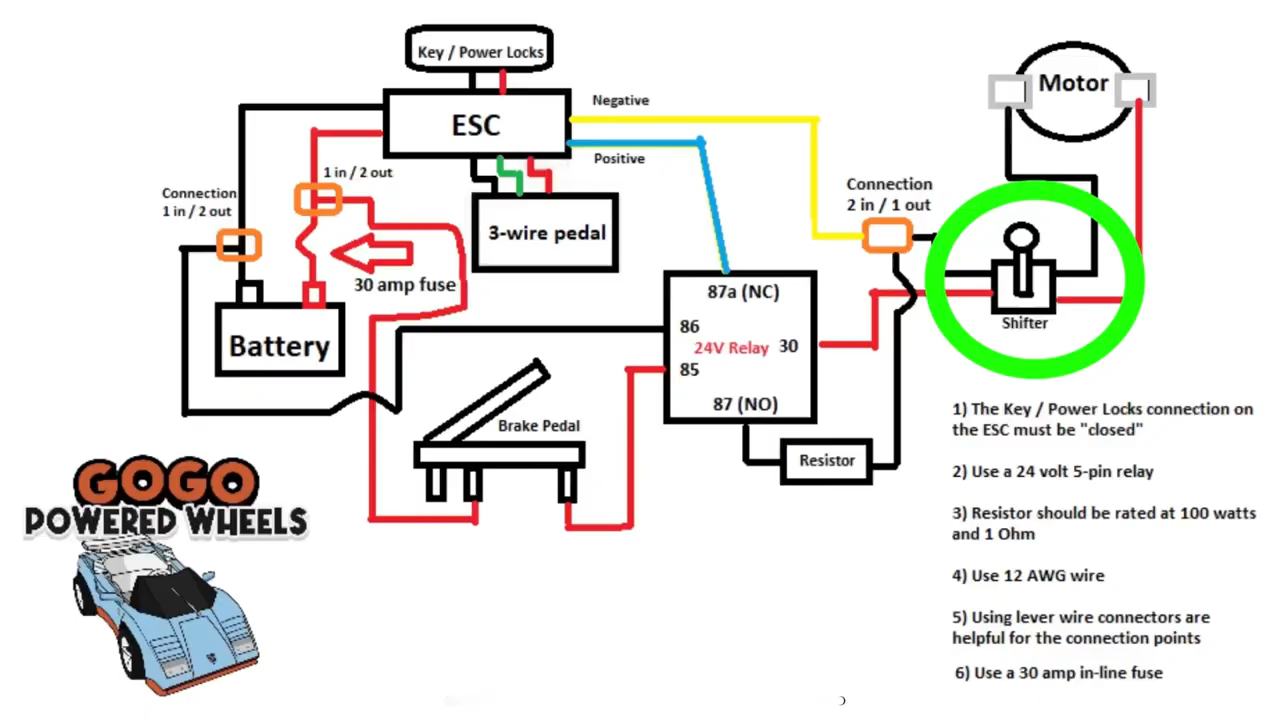 Key / Power Locks
ESC
Negative
Positive
Motor
1 in / 2 out
Connection
1 in / 2 out
3-wire pedal
Connection
2 in / 1 out
30 amp fuse
Battery
87a (NC)
86
24V Relay
30
85
87 (NO)
Shifter
Brake Pedal
Resistor
GOGO
POWERED WHEELS
1) The Key / Power Locks connection on
the ESC must be "closed"
2) Use a 24 volt 5-pin relay
3) Resistor should be rated at 100 watts
and 1 Ohm
4) Use 12 AWG wire
5) Using lever wire connectors are
helpful for the connection points
6) Use a 30 amp in-line fuse